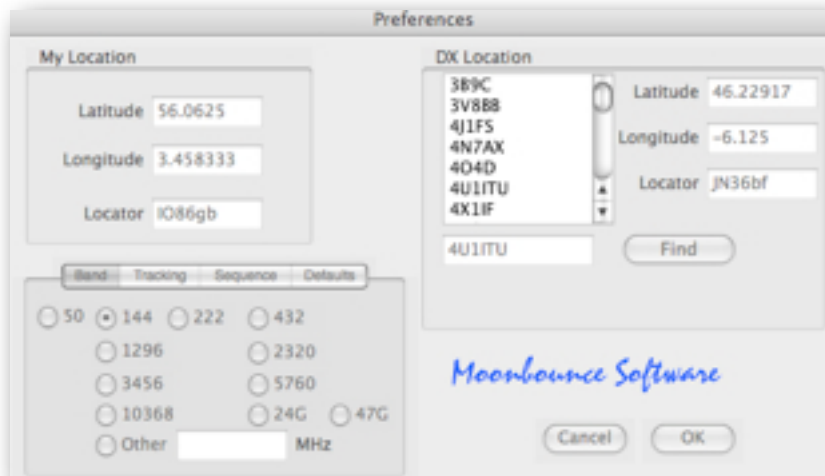 Preferences
My Location
Latitude 56.0625
Longitude 3.458333
Locator IO86gb
DX Location
3B9C
3V8BB
4J1FS
4N7AX
4O4D
4U1ITU
4X1IF
Latitude 46.22917
Longitude -6.125
Locator JN36bf
4U1ITU Find
Band Tracking Sequence Defaults
50 144 222 432
1296 2320
3456 5760
10368 24G 47G
Other MHz
Moonbounce Software
Cancel OK